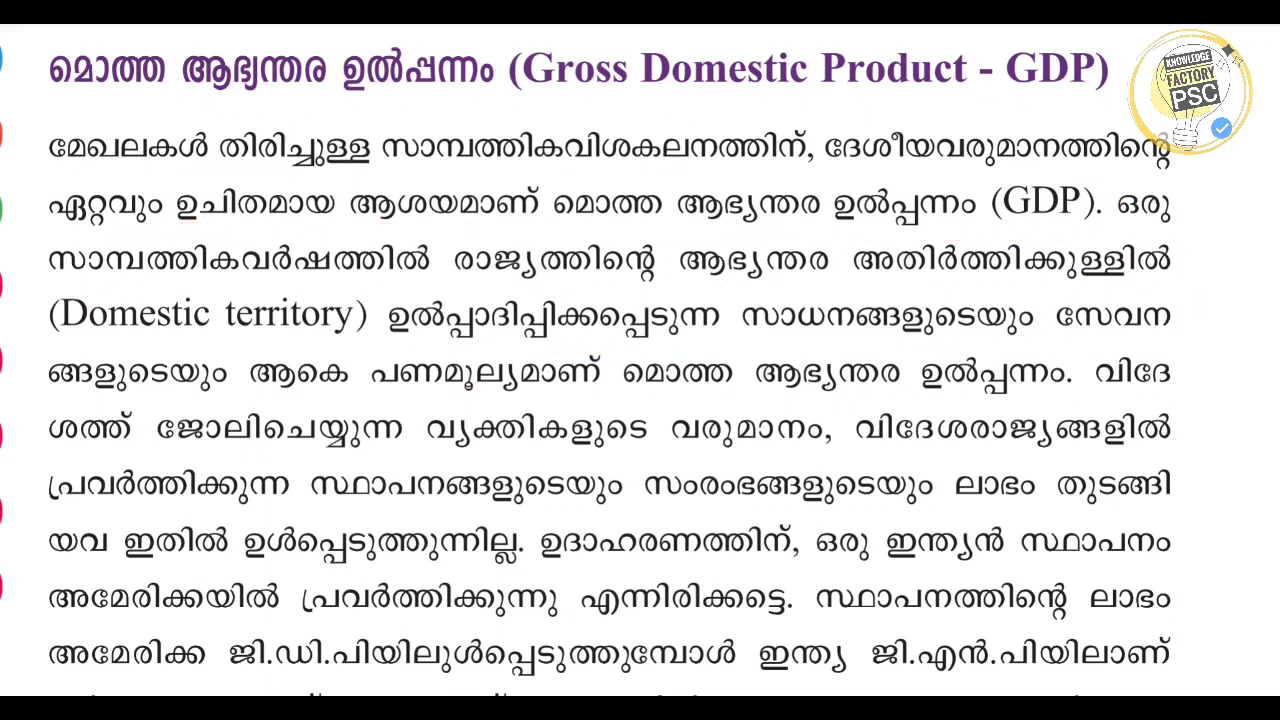 മൊത്ത ആഭ്യന്തര ഉൽപ്പന്നം (Gross Domestic Product - GDP)
KNOWLEDGE
FACTORY
PSC
മേഖലകൾ തിരിച്ചുള്ള സാമ്പത്തികവിശകലനത്തിന്, ദേശീയവരുമാനത്തിന്റെ
ഏറ്റവും ഉചിതമായ ആശയമാണ് മൊത്ത ആഭ്യന്തര ഉൽപ്പന്നം (GDP). ഒരു
സാമ്പത്തികവർഷത്തിൽ രാജ്യത്തിന്റെ ആഭ്യന്തര അതിർത്തിക്കുള്ളിൽ
(Domestic territory) ഉൽപ്പാദിപ്പിക്കപ്പെടുന്ന സാധനങ്ങളുടെയും സേവന
ങ്ങളുടെയും ആകെ പണമൂല്യമാണ് മൊത്ത ആഭ്യന്തര ഉൽപ്പന്നം. വിദേ
ശത്ത് ജോലിചെയ്യുന്ന വ്യക്തികളുടെ വരുമാനം, വിദേശരാജ്യങ്ങളിൽ
പ്രവർത്തിക്കുന്ന സ്ഥാപനങ്ങളുടെയും സംരംഭങ്ങളുടെയും ലാഭം തുടങ്ങി
യവ ഇതിൽ ഉൾപ്പെടുത്തുന്നില്ല. ഉദാഹരണത്തിന്, ഒരു ഇന്ത്യൻ സ്ഥാപനം
അമേരിക്കയിൽ പ്രവർത്തിക്കുന്നു എന്നിരിക്കട്ടെ. സ്ഥാപനത്തിന്റെ ലാഭം
അമേരിക്ക ജി.ഡി.പിയിലുൾപ്പെടുത്തുമ്പോൾ ഇന്ത്യ ജി.എൻ.പിയിലാണ്